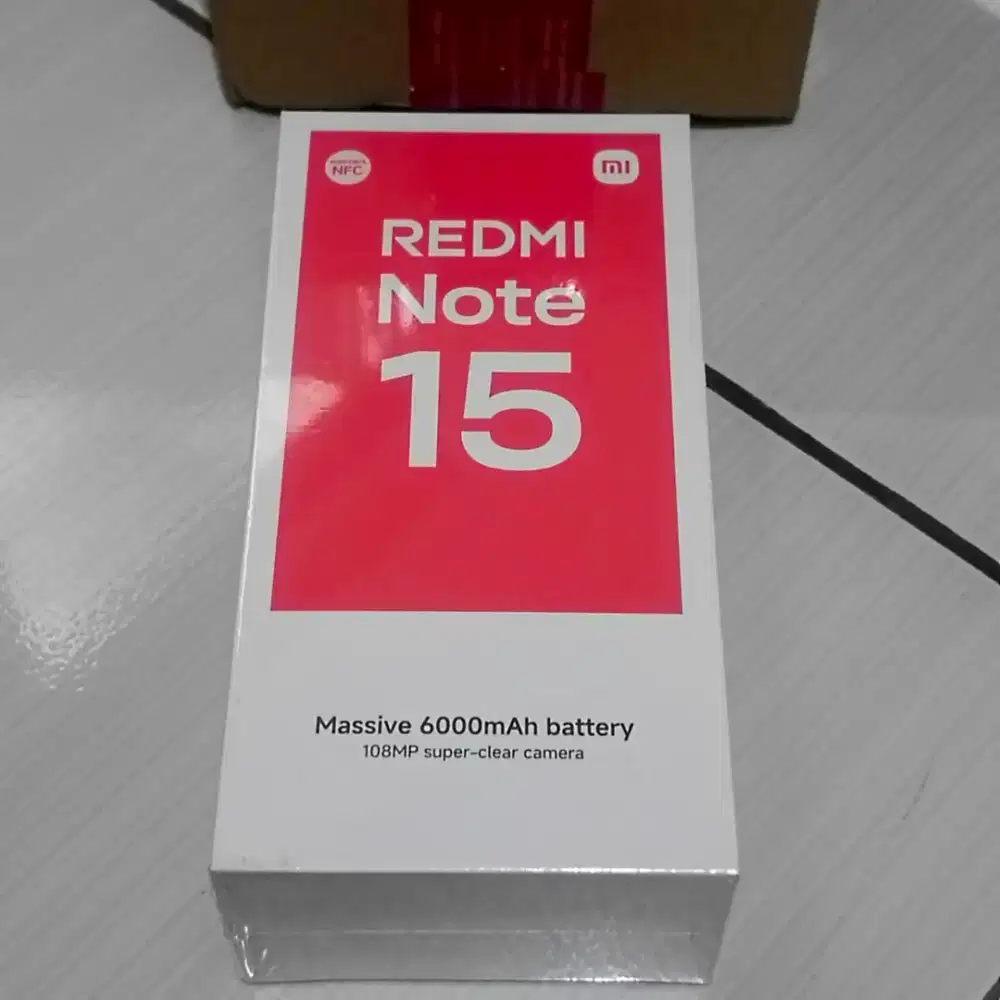 NFC
mi
REDMI
Note
15
Massive 6000mAh battery
108MP super-clear camera